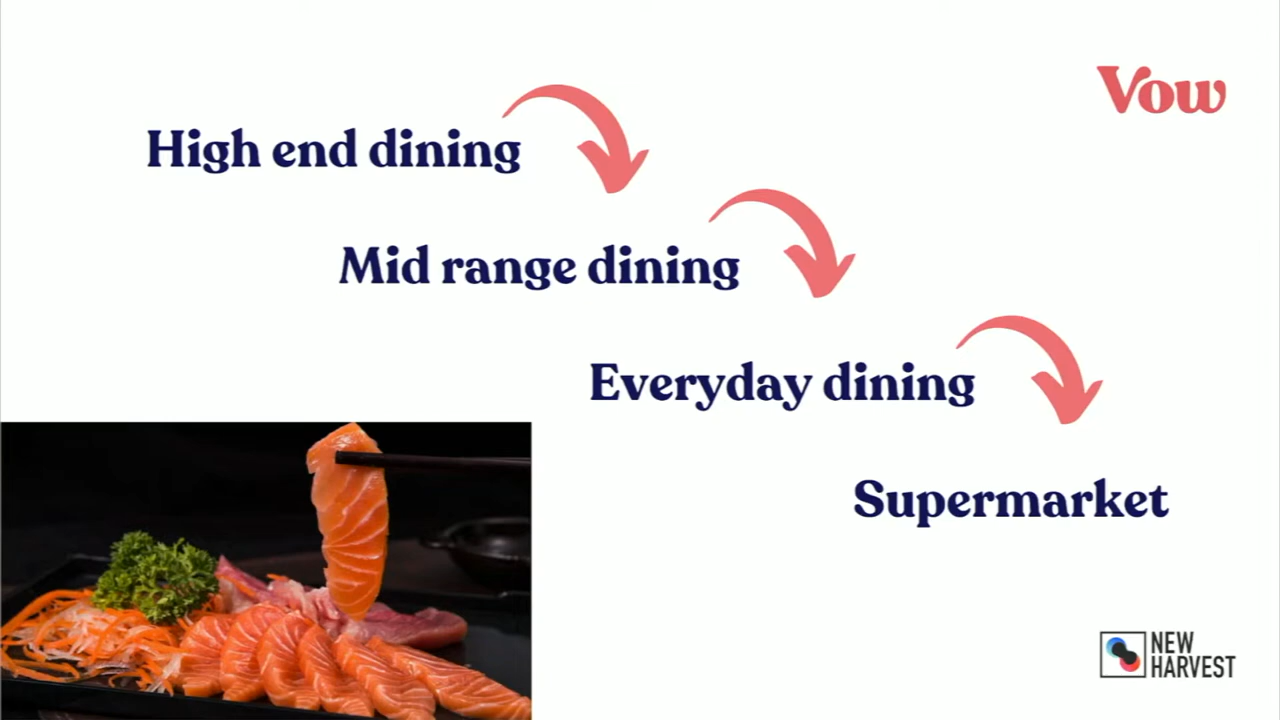 Vow
High end dining
Mid range dining
Everyday dining
Supermarket
NEW
HARVEST